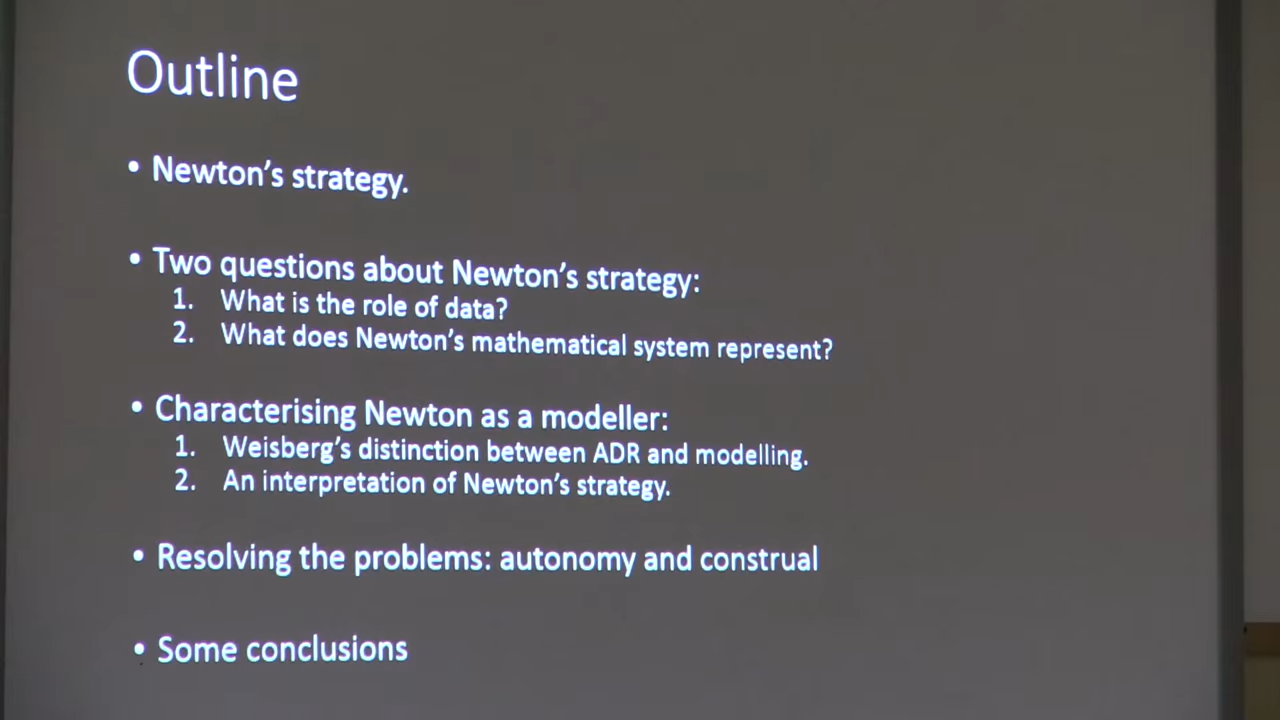 Outline
• Newton's strategy.
• Two questions about Newton's strategy:
1. What is the role of data?
2. What does Newton's mathematical system represent?
• Characterising Newton as a modeller:
1. Weisberg's distinction between ADR and modelling.
2. An interpretation of Newton's strategy.
• Resolving the problems: autonomy and construal
• Some conclusions